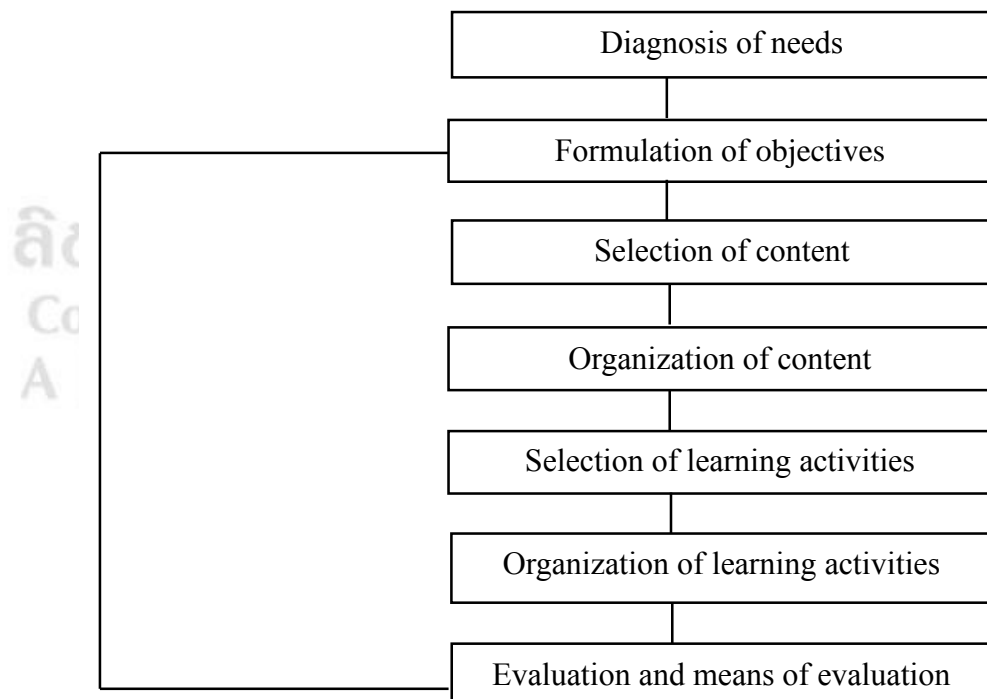 Diagnosis of needs
Formulation of objectives
Selection of content
Organization of content
Selection of learning activities
Organization of learning activities
Evaluation and means of evaluation
A